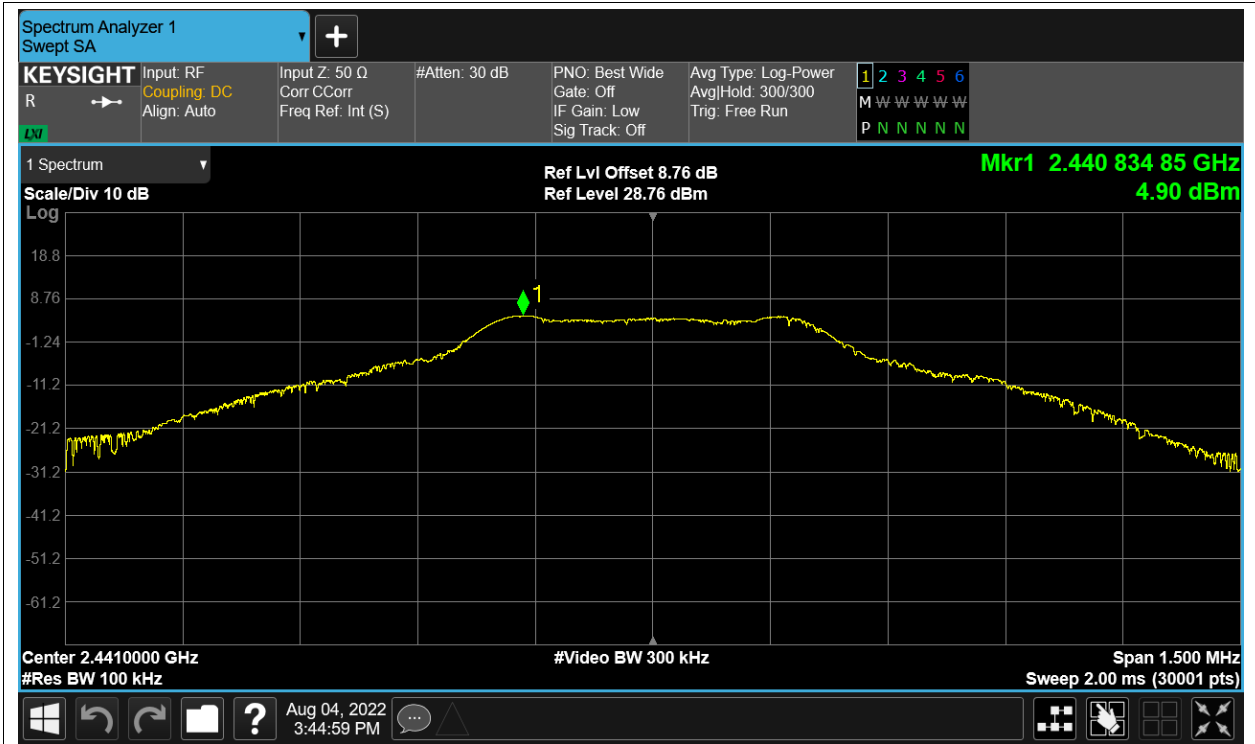 Spectrum Analyzer 1
Swept SA
KEYSIGHT
R
LXI
Input: RF
Coupling: DC
Align: Auto
Input Z: 50 Ω
Corr CCorr
Freq Ref: Int (S)
#Atten: 30 dB
PNO: Best Wide
Gate: Off
IF Gain: Low
Sig Track: Off
Avg Type: Log-Power
Avg|Hold: 300/300
Trig: Free Run
1 2 3 4 5 6
M W W W W W
P N N N N N
1 Spectrum
Scale/Div 10 dB
Log
Ref Lvl Offset 8.76 dB
Ref Level 28.76 dBm
Mkr1 2.440 834 85 GHz
4.90 dBm
18.8
8.76
1
-1.24
-11.2
-21.2
-31.2
-41.2
-51.2
-61.2
Center 2.4410000 GHz
#Res BW 100 kHz
#Video BW 300 kHz
Span 1.500 MHz
Sweep 2.00 ms (30001 pts)
?
Aug 04, 2022
3:44:59 PM